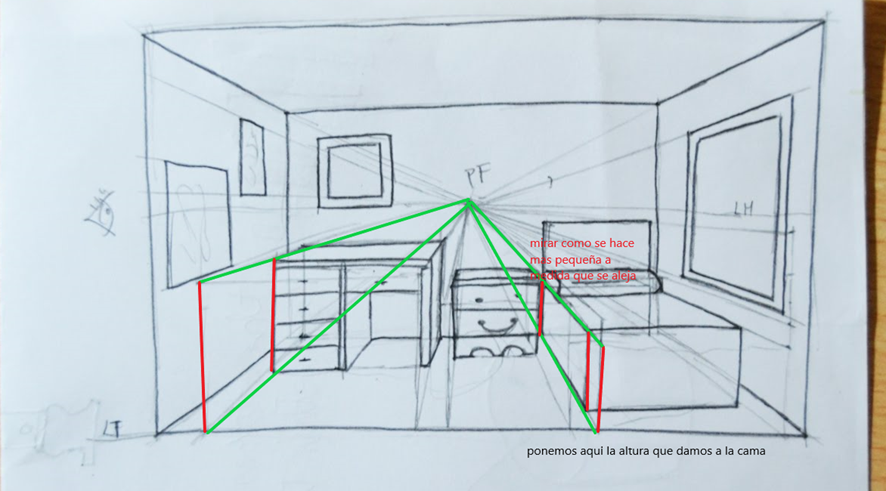 PF
LH
mirar como se hace
mas pequeña a
medida que se aleja
LT
ponemos aqui la altura que damos a la cama